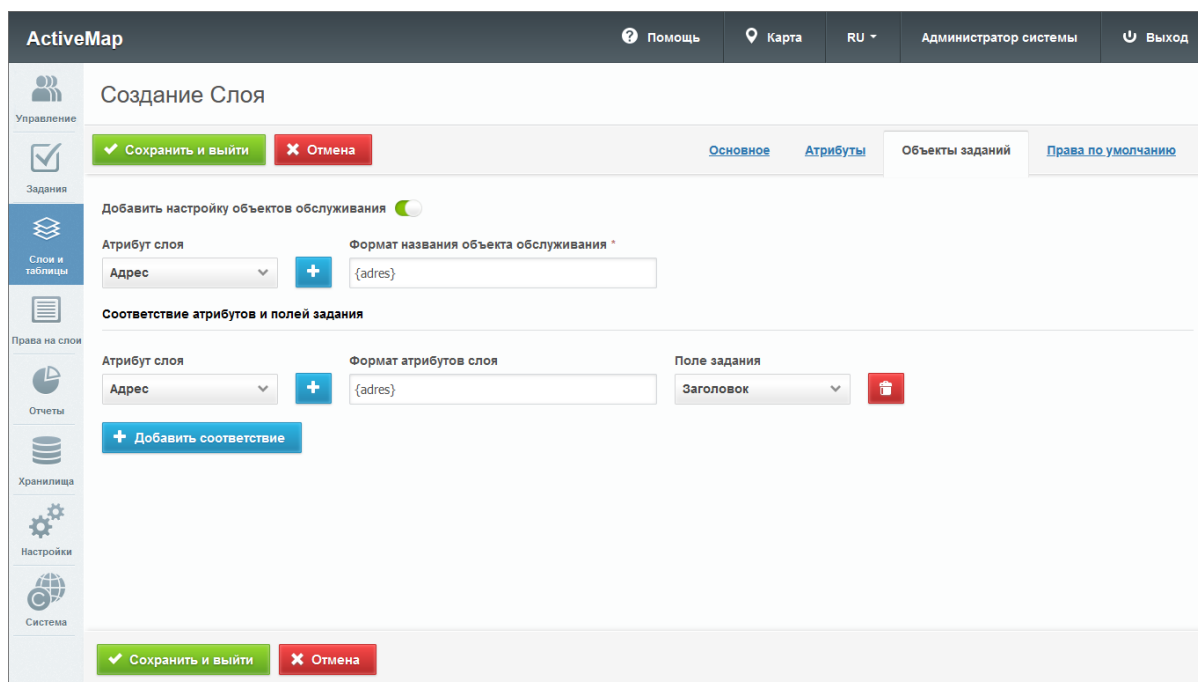 ActiveMap
Помощь
Карта
RU
Администратор системы
Выход
Управление
Задания
Слои и
таблицы
Права на слои
Отчеты
Хранилища
Настройки
Система
Создание Слоя
Сохранить и выйти
Отмена
Основное
Атрибуты
Объекты заданий
Права по умолчанию
Добавить настройку объектов обслуживания
Атрибут слоя
Формат названия объекта обслуживания *
Адрес
{adres}
Соответствие атрибутов и полей задания
Атрибут слоя
Формат атрибутов слоя
Поле задания
Адрес
{adres}
Заголовок
Добавить соответствие
Сохранить и выйти
Отмена